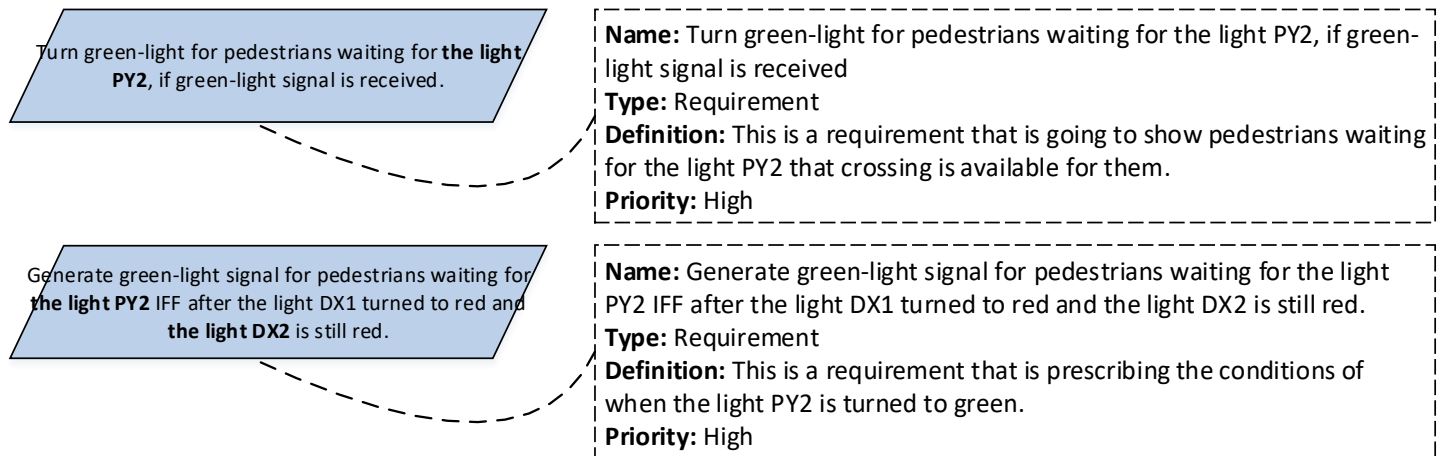 Turn green-light for pedestrians waiting for the light
PY2, if green-light signal is received.
Name: Turn green-light for pedestrians waiting for the light PY2, if green-
light signal is received
Type: Requirement
Definition: This is a requirement that is going to show pedestrians waiting
for the light PY2 that crossing is available for them.
Priority: High
Generate green-light signal for pedestrians waiting for
the light PY2 IFF after the light DX1 turned to red and
the light DX2 is still red.
Name: Generate green-light signal for pedestrians waiting for the light
PY2 IFF after the light DX1 turned to red and the light DX2 is still red.
Type: Requirement
Definition: This is a requirement that is prescribing the conditions of
when the light PY2 is turned to green.
Priority: High